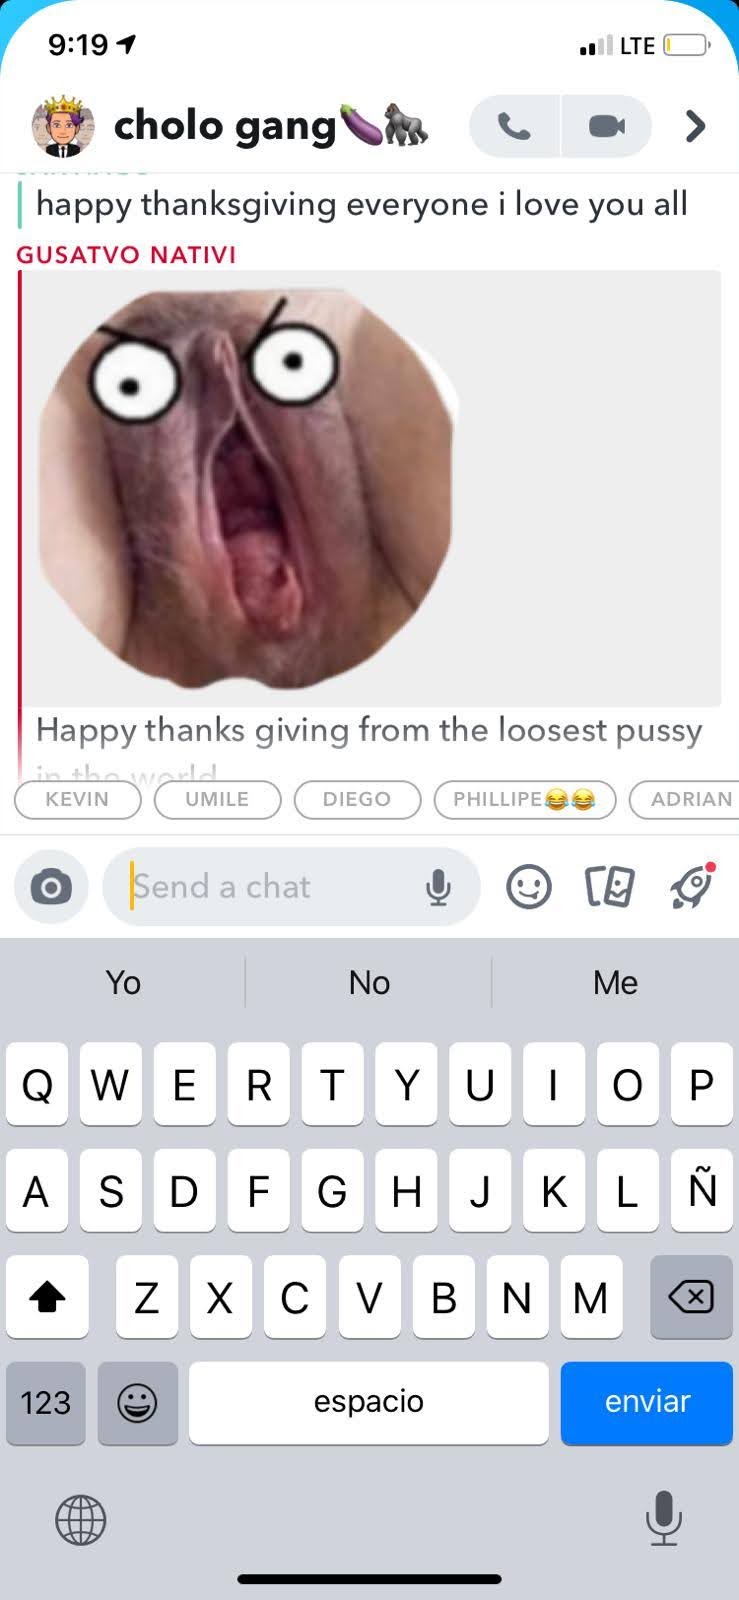 9:19
LTE
cholo gang🍆🦍
happy thanksgiving everyone i love you all
GUSATVO NATIVI
Happy thanks giving from the loosest pussy
in the world
KEVIN
UMILE
DIEGO
PHILLIPE😂😂
ADRIAN
Send a chat
Yo
No
Me
Q W E R T Y U I O P
A S D F G H J K L Ñ
Z X C V B N M
123
espacio
enviar